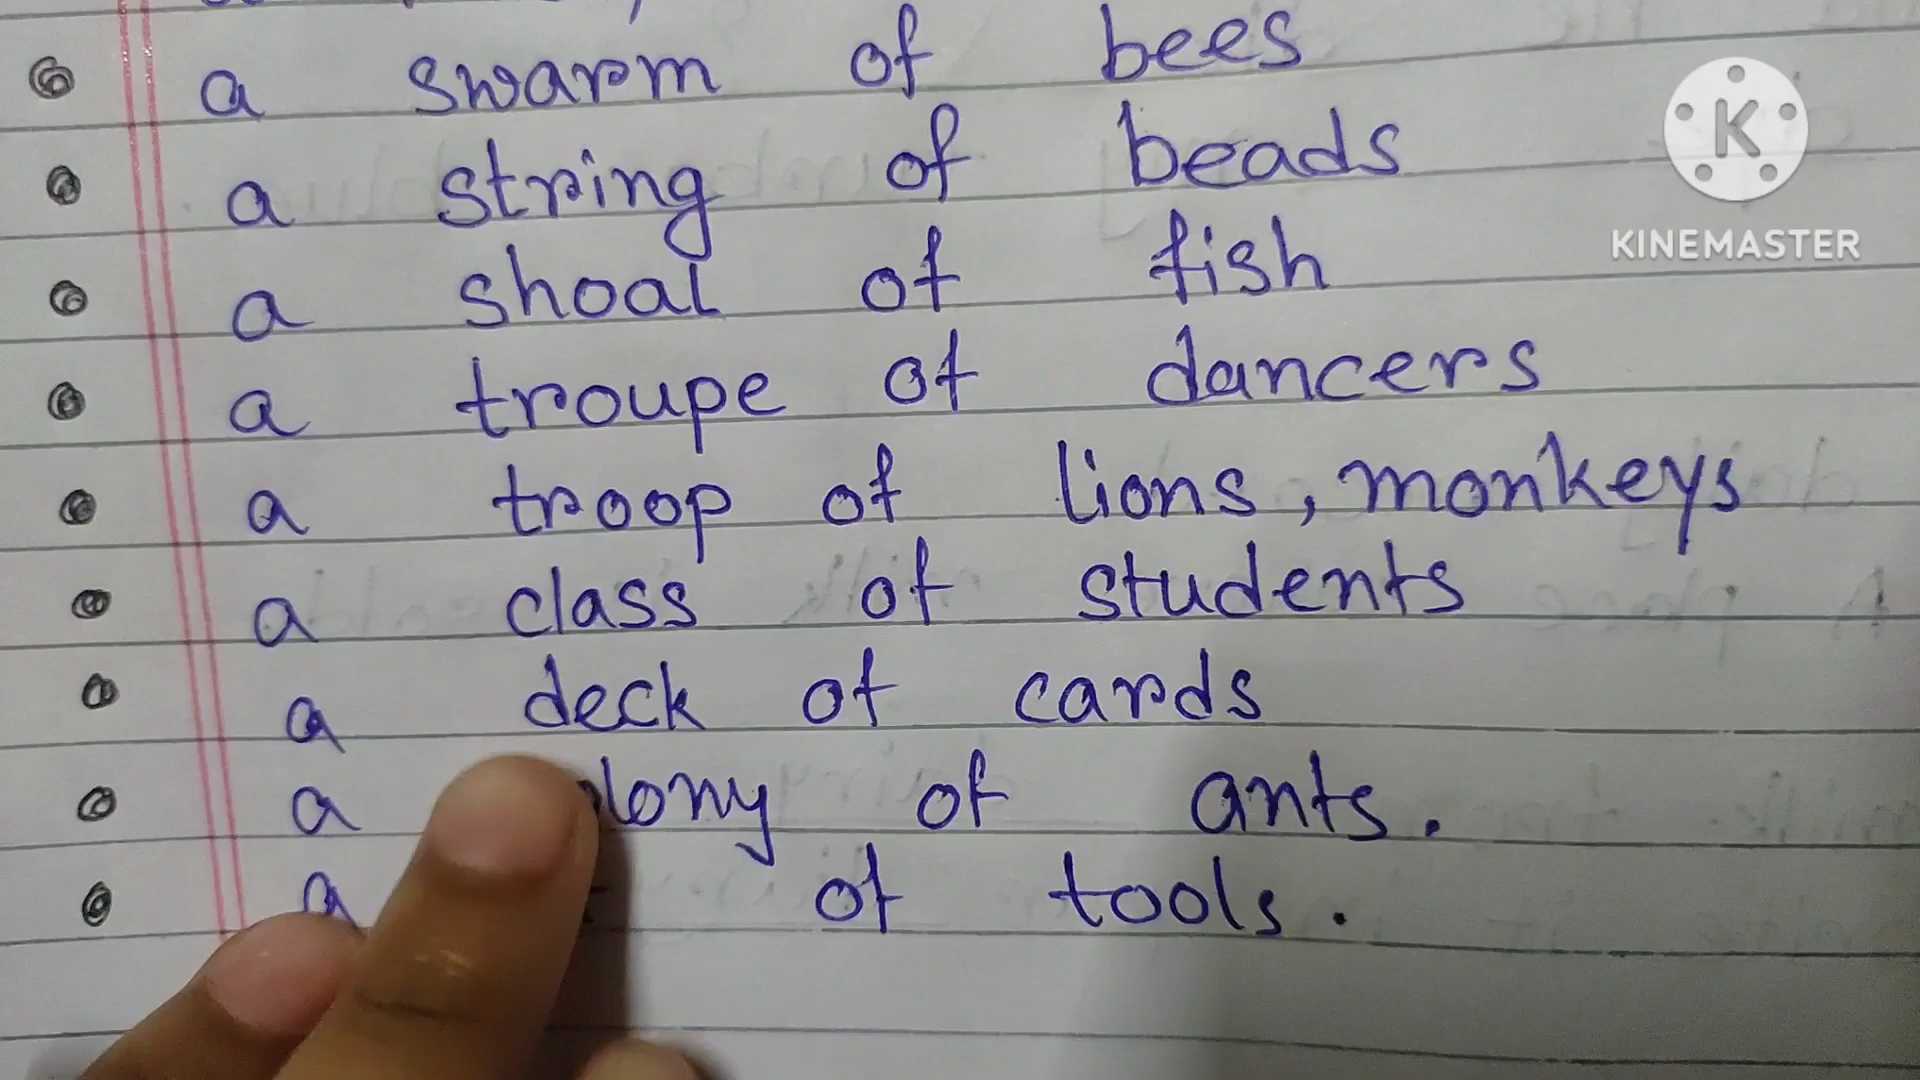 a swarm of bees
a string of beads
a shoal of fish
a troupe of dancers
a troop of lions, monkeys
a class of students
a deck of cards
a of ants.
a of tools.
K
KINEMASTER